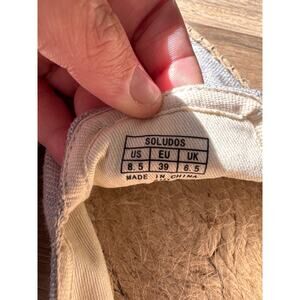 SOLUDOS
US EU UK
8.5 39 6.5
MADE IN CHINA